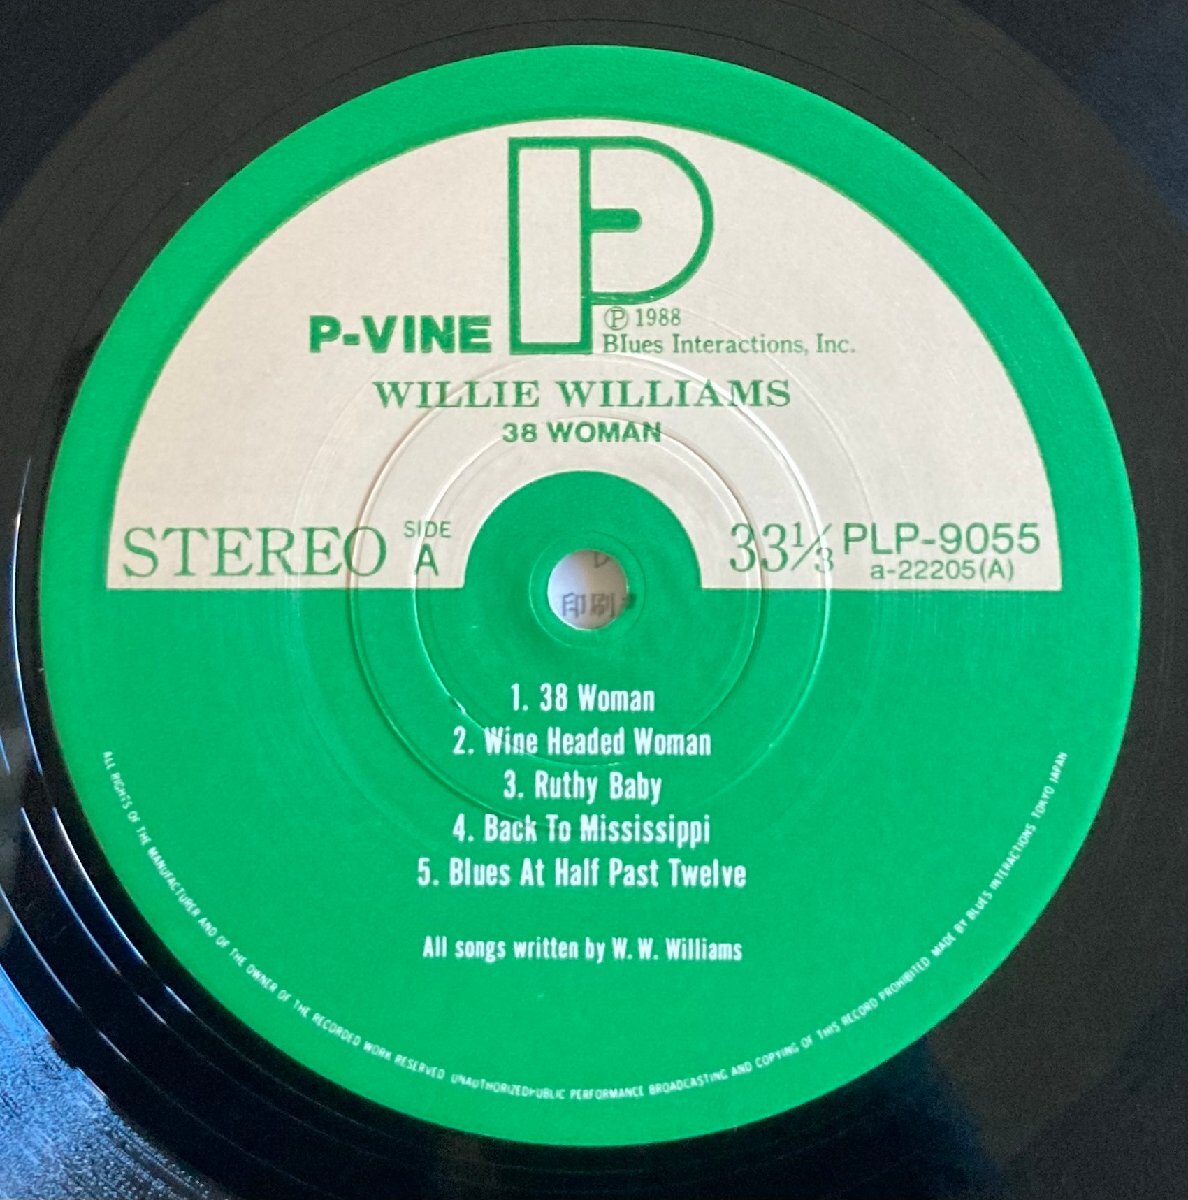 P-VINE
Ⓟ 1988
Blues Interactions, Inc.
WILLIE WILLIAMS
38 WOMAN
STEREO
SIDE
A
33⅓
PLP-9055
a-22205(A)
印刷
1. 38 Woman
2. Wine Headed Woman
3. Ruthy Baby
4. Back To Mississippi
5. Blues At Half Past Twelve
All songs written by W. W. Williams
ALL RIGHTS OF THE MANUFACTURER AND OF THE OWNER OF THE RECORDED WORK RESERVED UNAUTHORIZED PUBLIC PERFORMANCE BROADCASTING AND COPYING OF THIS RECORD PROHIBITED MADE BY BLUES INTERACTIONS TOKYO JAPAN